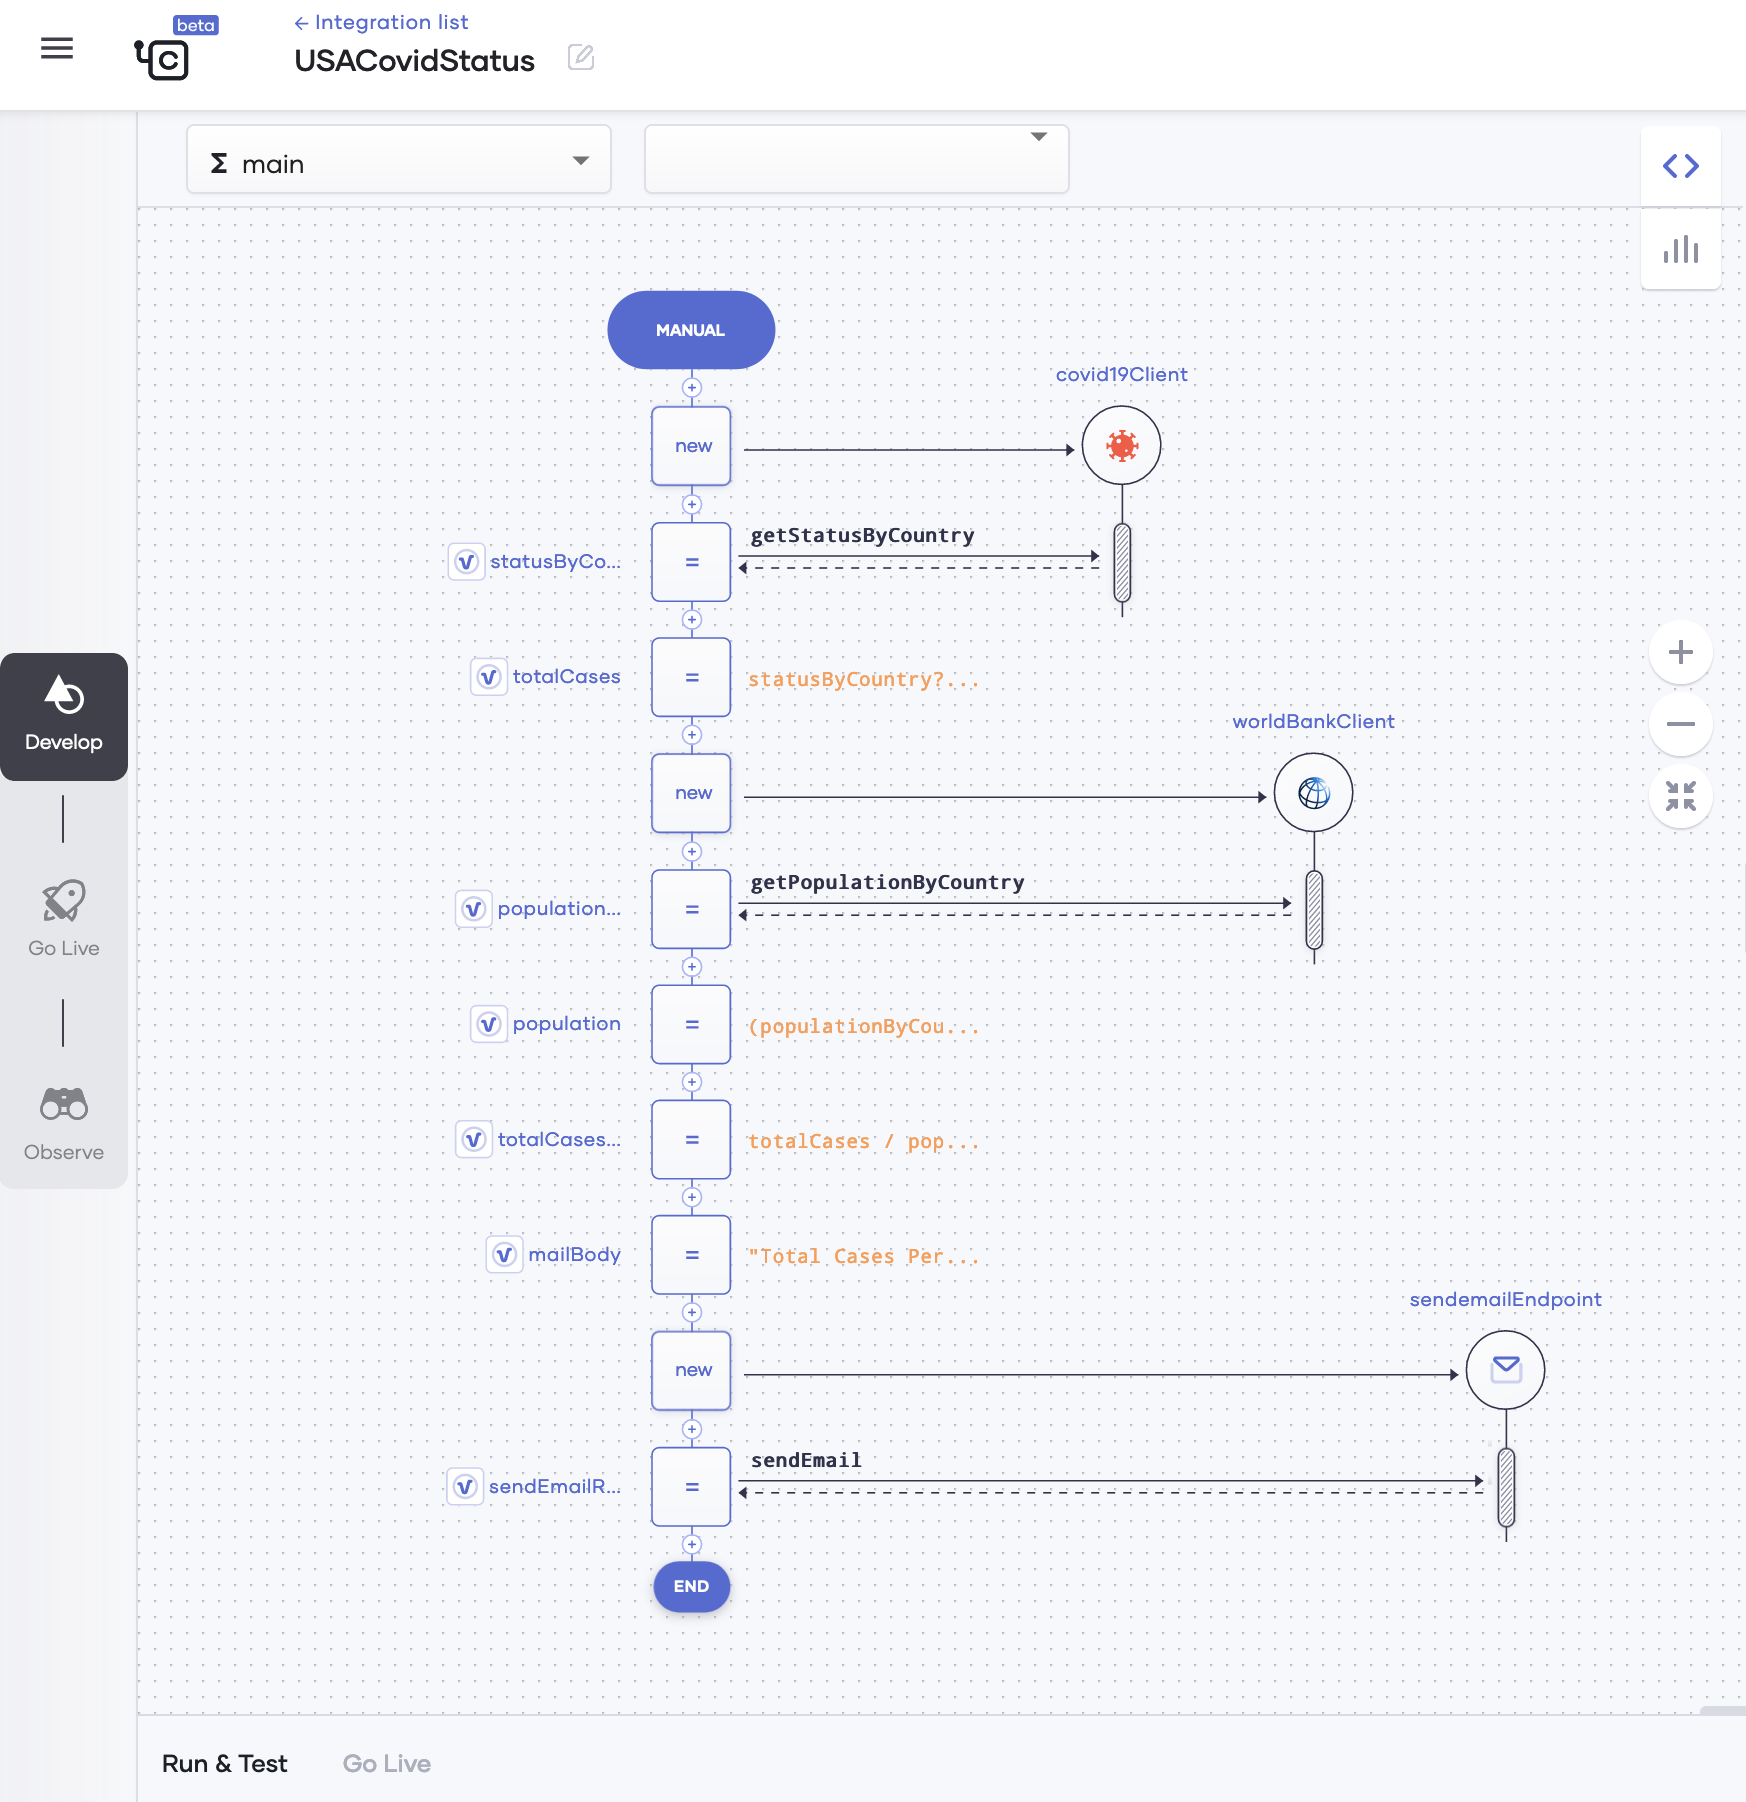 beta
← Integration list
USACovidStatus
Σ main
MANUAL
covid19Client
new
getStatusByCountry
statusByCo...
=
totalCases
=
statusByCountry?...
worldBankClient
new
getPopulationByCountry
population...
=
population
=
(populationByCou...
totalCases...
=
totalCases / pop...
mailBody
=
"Total Cases Per...
sendemailEndpoint
new
sendEmail
sendEmailR...
=
END
Develop
Go Live
Observe
Run & Test
Go Live